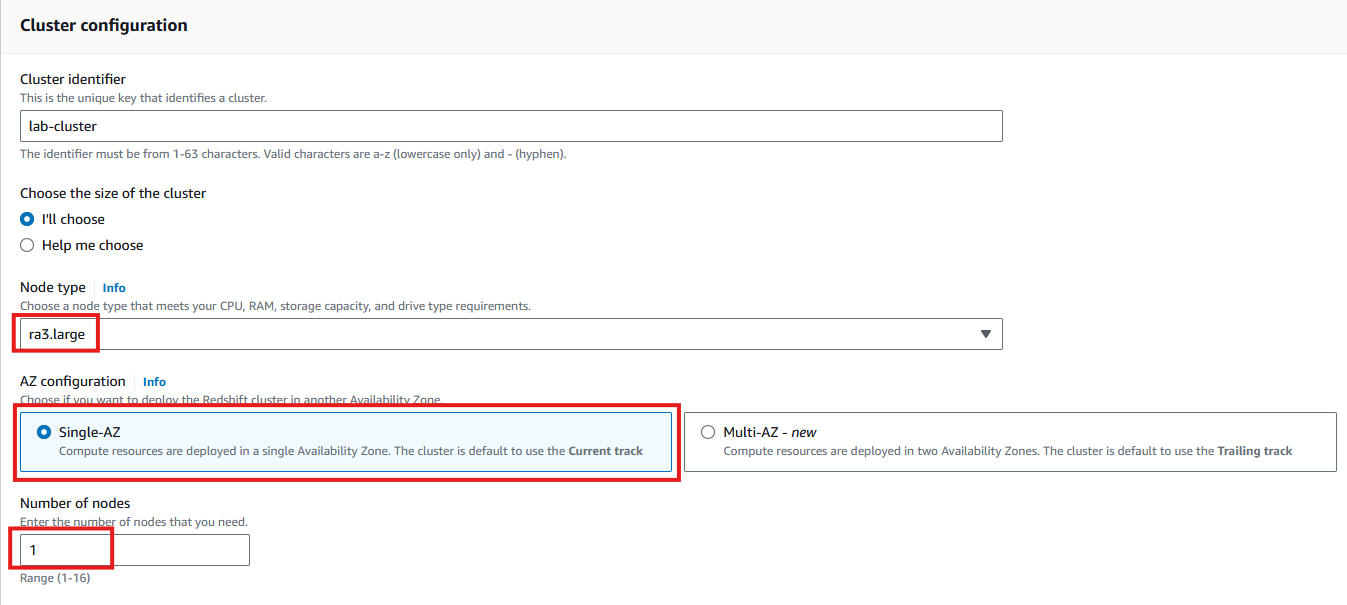 Cluster configuration
Cluster identifier
This is the unique key that identifies a cluster.
lab-cluster
The identifier must be from 1-63 characters. Valid characters are a-z (lowercase only) and - (hyphen).
Choose the size of the cluster
I'll choose
Help me choose
Node type Info
Choose a node type that meets your CPU, RAM, storage capacity, and drive type requirements.
ra3.large
AZ configuration Info
Choose if you want to deploy the Redshift cluster in another Availability Zone.
Single-AZ
Compute resources are deployed in a single Availability Zone. The cluster is default to use the Current track
Multi-AZ - new
Compute resources are deployed in two Availability Zones. The cluster is default to use the Trailing track
Number of nodes
Enter the number of nodes that you need.
1
Range (1-16)